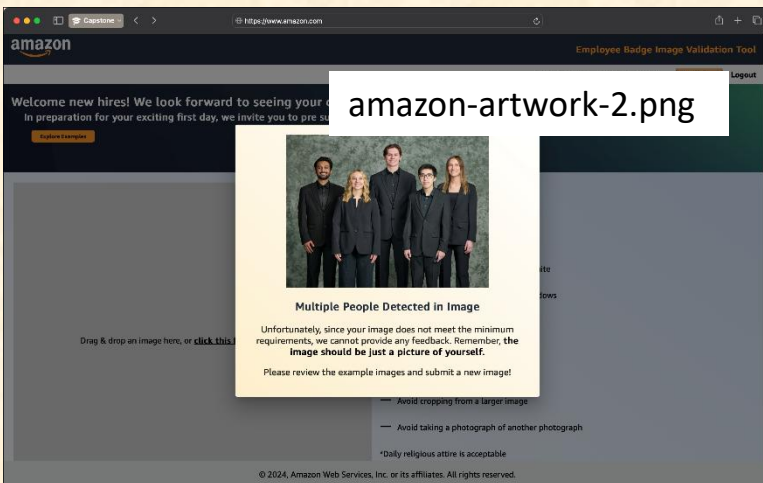 Capstone
https://www.amazon.com
amazon
Employee Badge Image Validation Tool
Logout
Welcome new hires! We look forward to seeing your
In preparation for your exciting first day, we invite you to pre
Explore Examples
amazon-artwork-2.png
Multiple People Detected in Image
Unfortunately, since your image does not meet the minimum
requirements, we cannot provide any feedback. Remember, the
image should be just a picture of yourself.
Please review the example images and submit a new image!
Drag & drop an image here, or click this
Avoid cropping from a larger image
Avoid taking a photograph of another photograph
*Daily religious attire is acceptable
© 2024, Amazon Web Services, Inc. or its affiliates. All rights reserved.